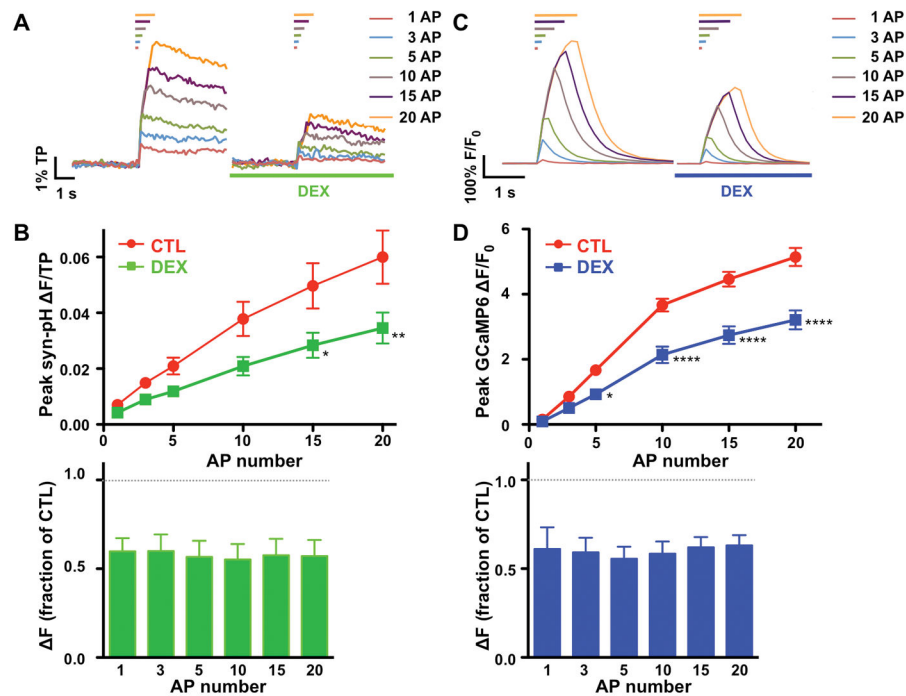 A
1 AP
3 AP
5 AP
10 AP
15 AP
20 AP
1% TP
1 s
DEX
C
1 AP
3 AP
5 AP
10 AP
15 AP
20 AP
100% F/F0
1 s
DEX
B
CTL
DEX
Peak syn-pH ΔF/TP
0.06
0.04
0.02
0.00
0 5 10 15 20
AP number
*
**
ΔF (fraction of CTL)
1.0
0.5
0.0
1 3 5 10 15 20
AP number
D
CTL
DEX
Peak GCaMP6 ΔF/F0
6
4
2
0
0 5 10 15 20
AP number
*
****
****
****
ΔF (fraction of CTL)
1.0
0.5
0.0
1 3 5 10 15 20
AP number